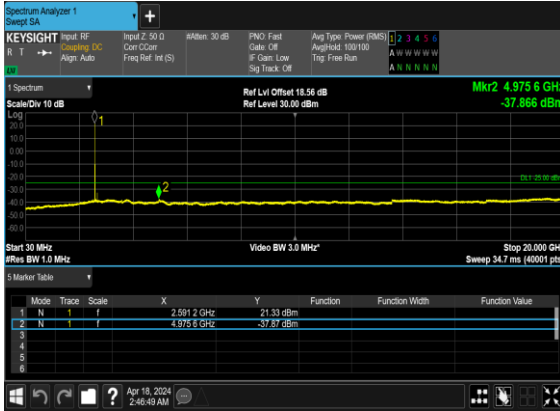 Spectrum Analyzer 1
Swept SA
+
KEYSIGHT Input: RF Input Z: 50 Ω #Atten: 30 dB PNO: Fast Avg Type: Power (RMS) 1 2 3 4 5 6
R T Coupling: DC Corr CCorr Gate: Off Avg|Hold: 100/100 A W W W W W
Align: Auto Freq Ref: Int (S) IF Gain: Low Trig: Free Run
Sig Track: Off A N N N N N
1 Spectrum
Ref Lvl Offset 18.56 dB Mkr2 4.975 6 GHz
Scale/Div 10 dB Ref Level 30.00 dBm -37.866 dBm
Log
1
20.0
10.0
0.00
-10.0
-20.0
DL1 -25.00 dBm
2
-30.0
-40.0
-50.0
-60.0
Start 30 MHz Video BW 3.0 MHz* Stop 20.000 GHz
#Res BW 1.0 MHz Sweep 34.7 ms (40001 pts)
5 Marker Table
Mode Trace Scale X Y Function Function Width Function Value
1 N 1 f 2.591 2 GHz 21.33 dBm
2 N 1 f 4.975 6 GHz -37.87 dBm
3
4
5
6
? Apr 18, 2024
2:46:49 AM